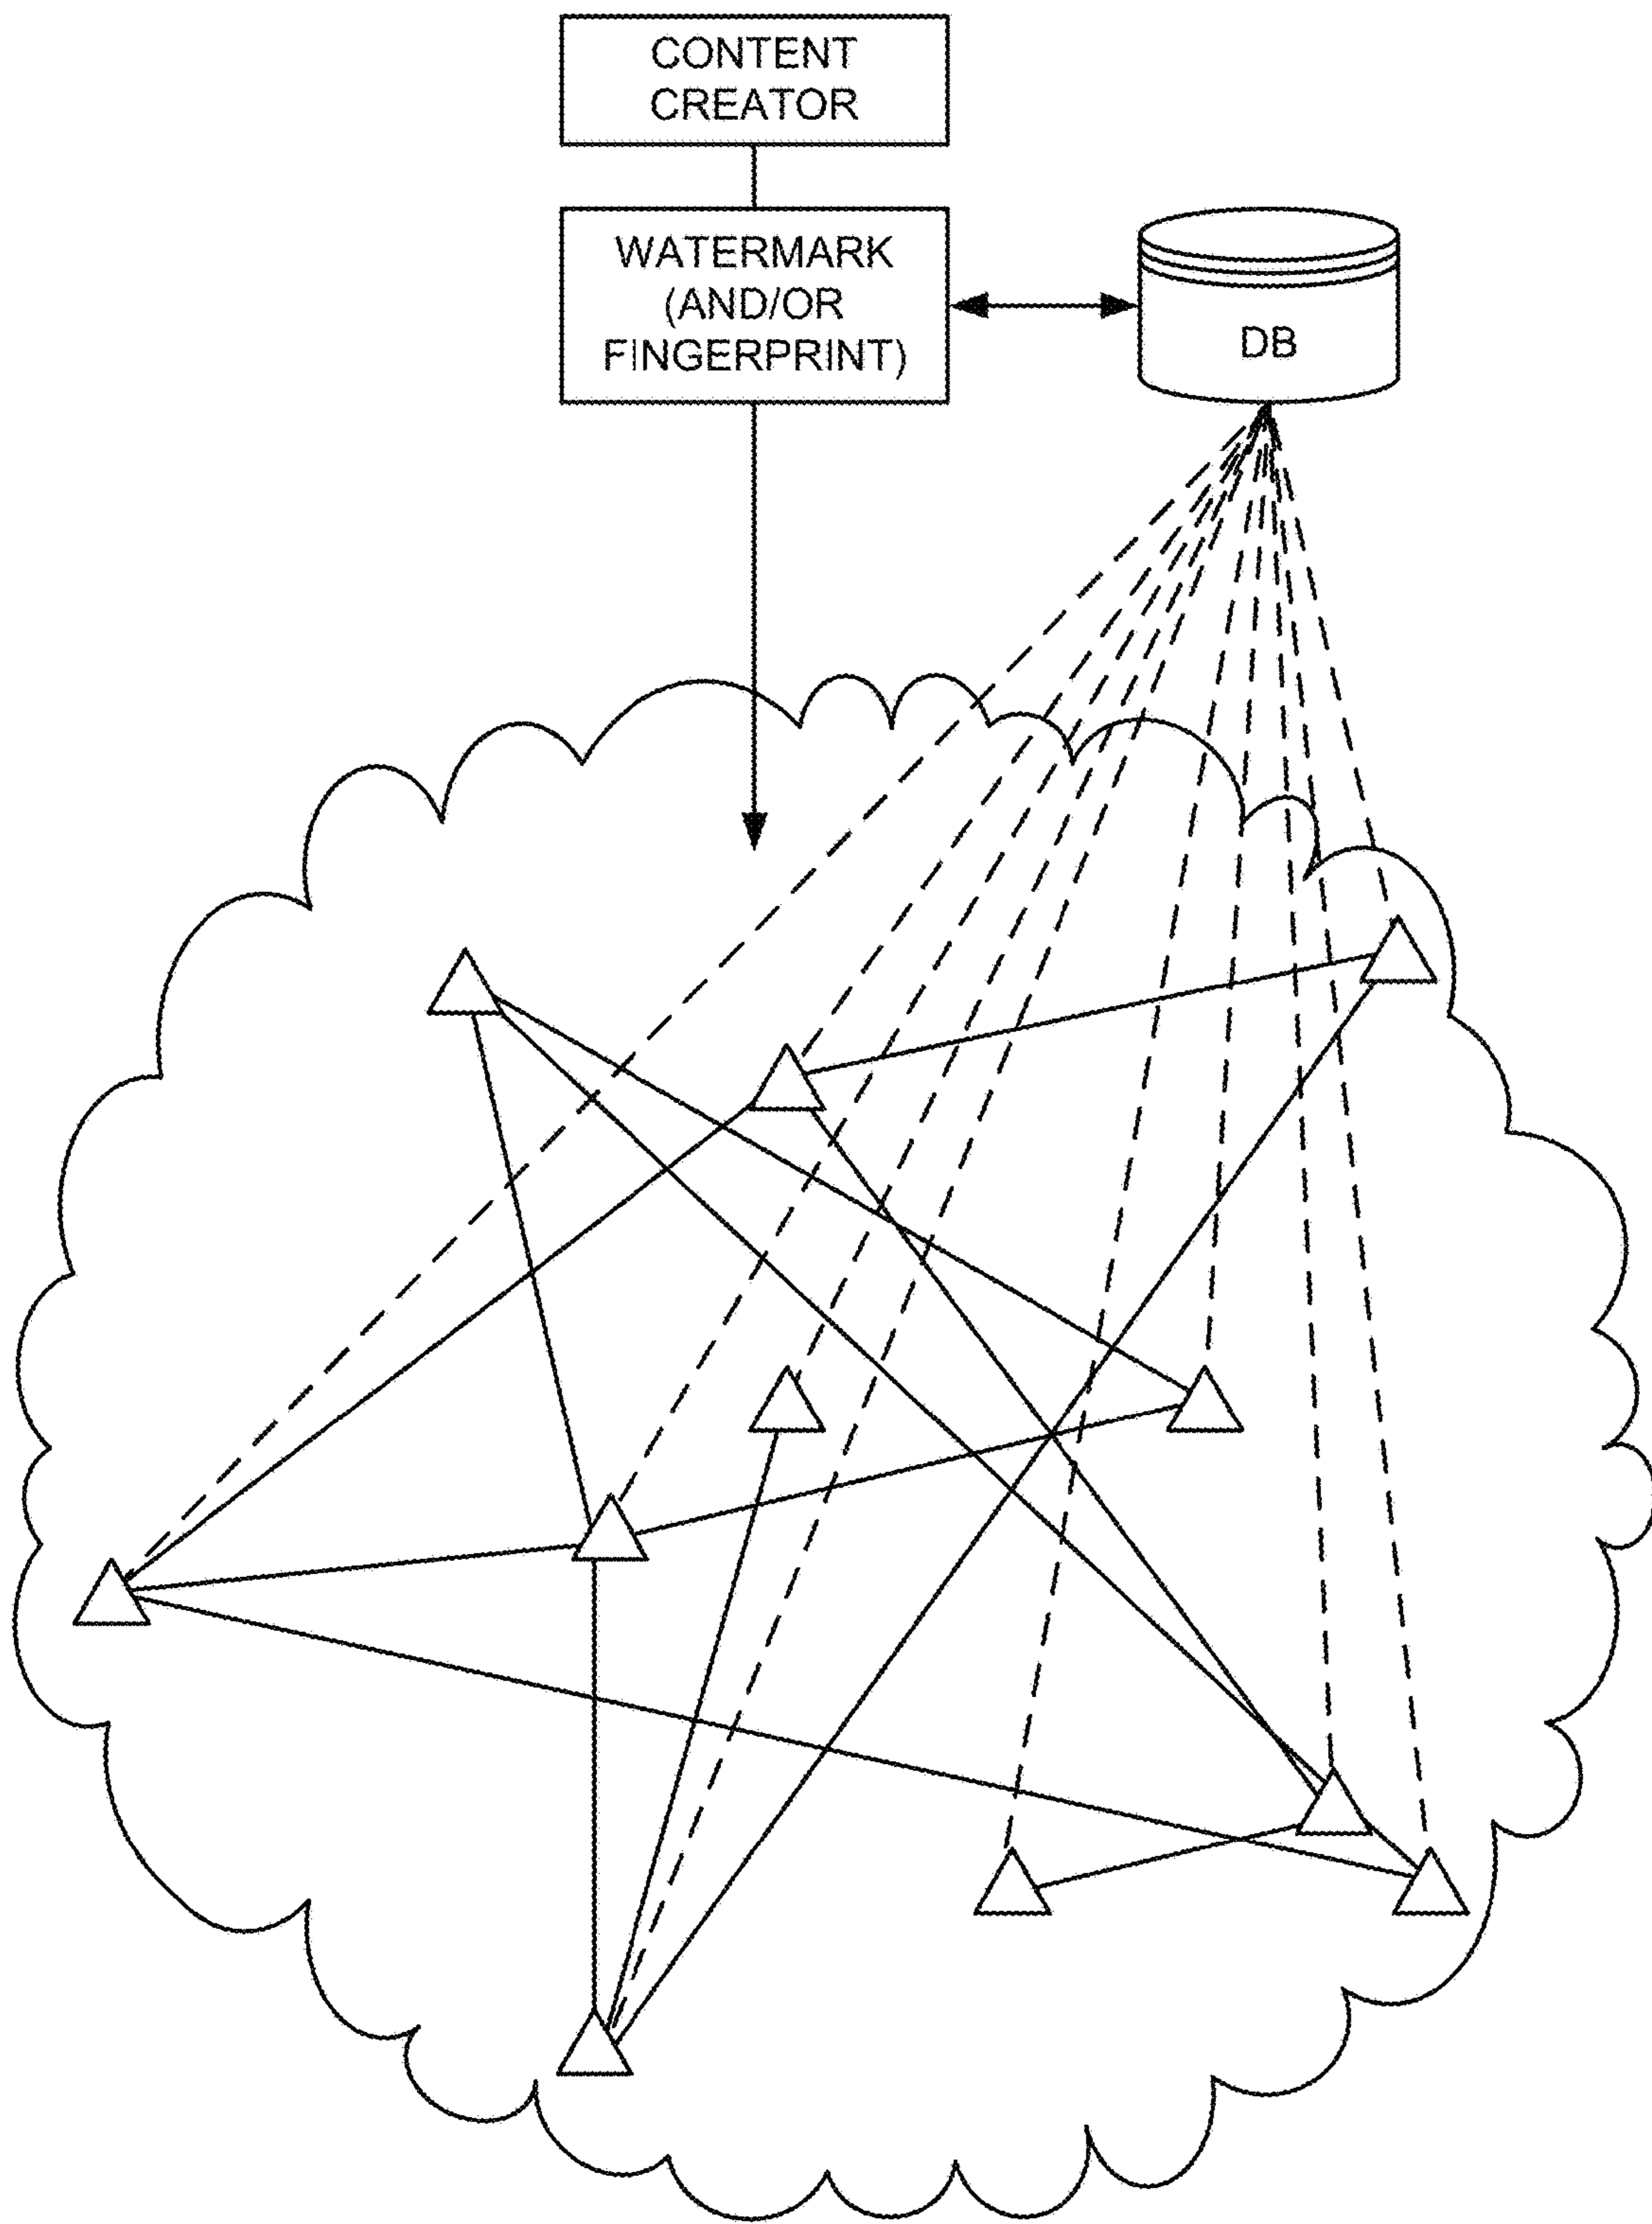 CONTENT
CREATOR
WATERMARK
(AND/OR
FINGERPRINT)
DB